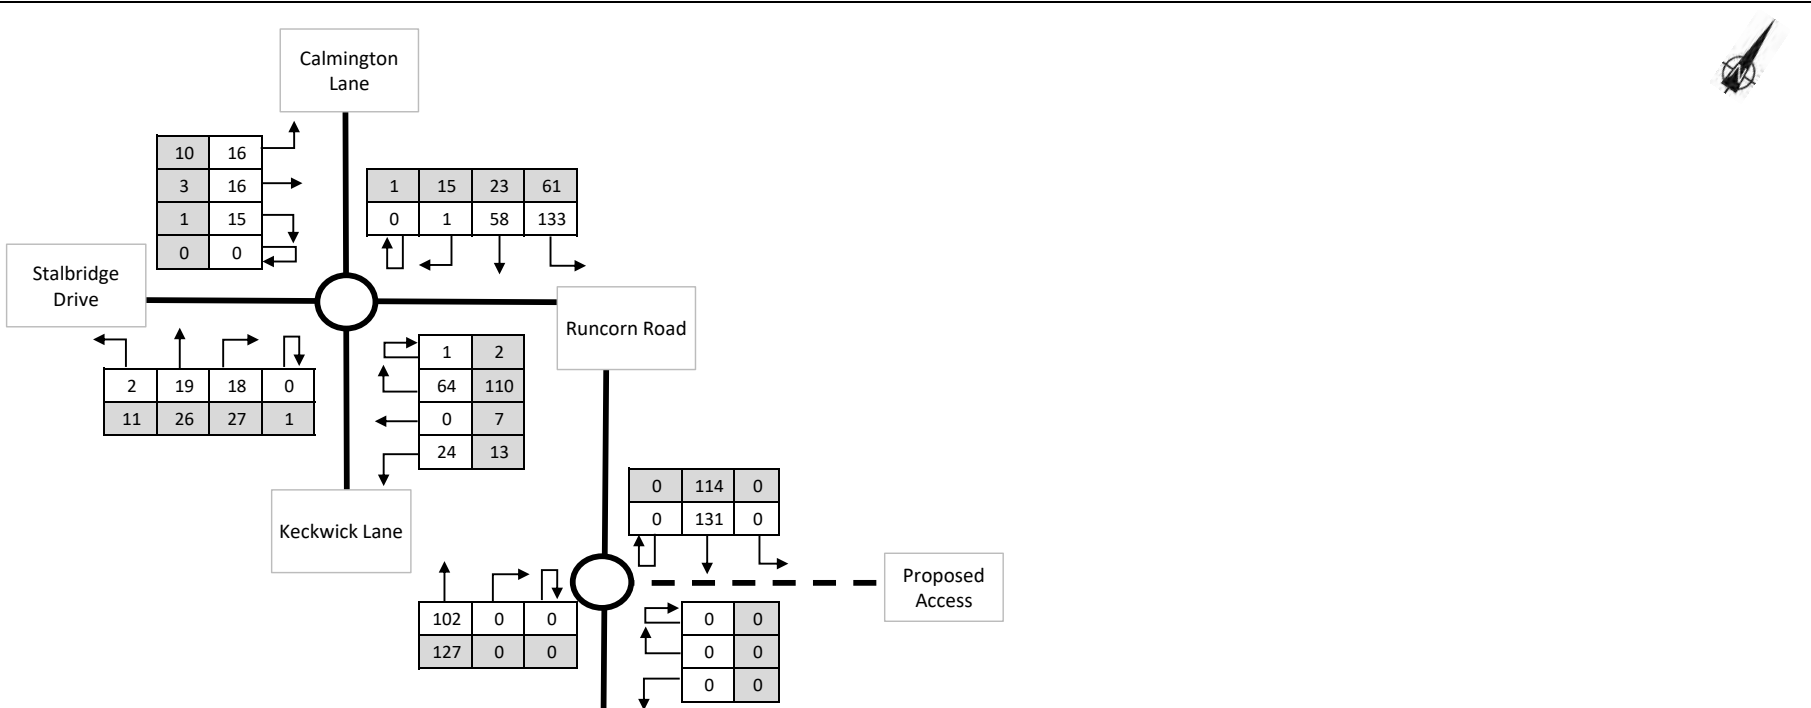 Calmington
Lane
10 16
3 16
1 15
0 0
1 15 23 61
0 1 58 133
Stalbridge
Drive
Runcorn Road
2 19 18 0
11 26 27 1
1 2
64 110
0 7
24 13
Keckwick Lane
0 114 0
0 131 0
Proposed
Access
102 0 0
127 0 0
0 0
0 0
0 0
N